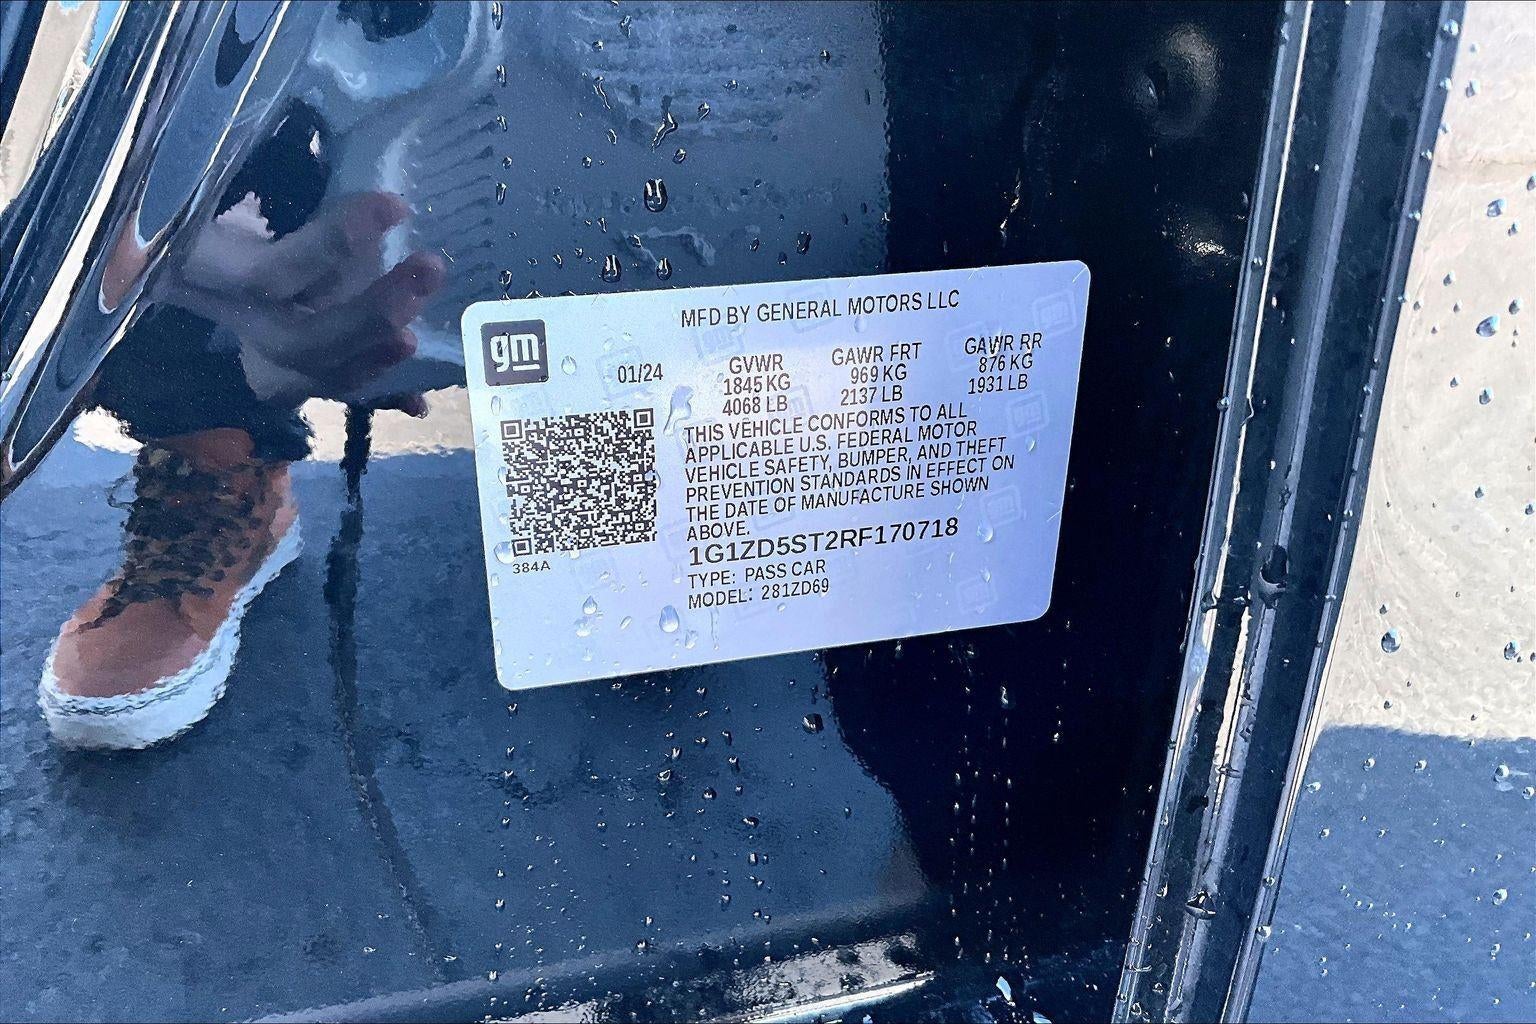 MFD BY GENERAL MOTORS LLC
gm
01/24
GVWR
1845 KG
4068 LB
GAWR FRT
969 KG
2137 LB
GAWR RR
876 KG
1931 LB
THIS VEHICLE CONFORMS TO ALL
APPLICABLE U.S. FEDERAL MOTOR
VEHICLE SAFETY, BUMPER, AND THEFT
PREVENTION STANDARDS IN EFFECT ON
THE DATE OF MANUFACTURE SHOWN
ABOVE.
1G1ZD5ST2RF170718
384A
TYPE: PASS CAR
MODEL: 281ZD69